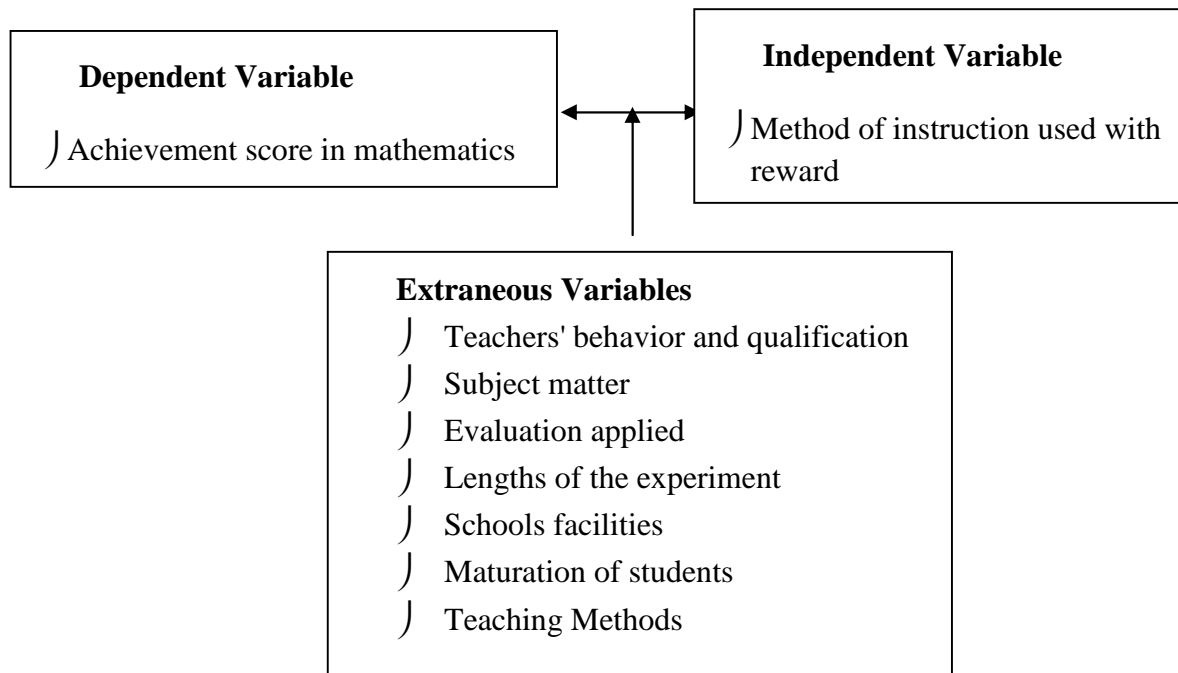 Dependent Variable
Achievement score in mathematics
Independent Variable
Method of instruction used with
reward
Extraneous Variables
Teachers' behavior and qualification
Subject matter
Evaluation applied
Lengths of the experiment
Schools facilities
Maturation of students
Teaching Methods